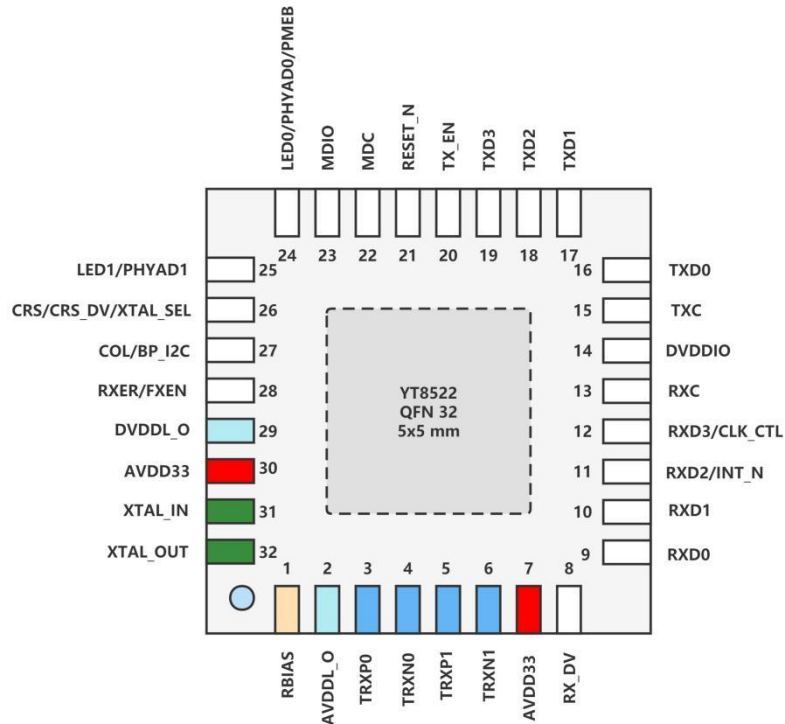 LED0/PHYAD0/PMEB
MDIO
MDC
RESET_N
TX_EN
TXD3
TXD2
TXD1
24 23 22 21 20 19 18 17
LED1/PHYAD1 25
CRS/CRS_DV/XTAL_SEL 26
COL/BP_I2C 27
RXER/FXEN 28
DVDDL_O 29
AVDD33 30
XTAL_IN 31
XTAL_OUT 32
YT8522
QFN 32
5x5 mm
16 TXD0
15 TXC
14 DVDDIO
13 RXC
12 RXD3/CLK_CTL
11 RXD2/INT_N
10 RXD1
9 RXD0
1 2 3 4 5 6 7 8
RBIAS
AVDDL_O
TRXP0
TRXN0
TRXP1
TRXN1
AVDD33
RX_DV